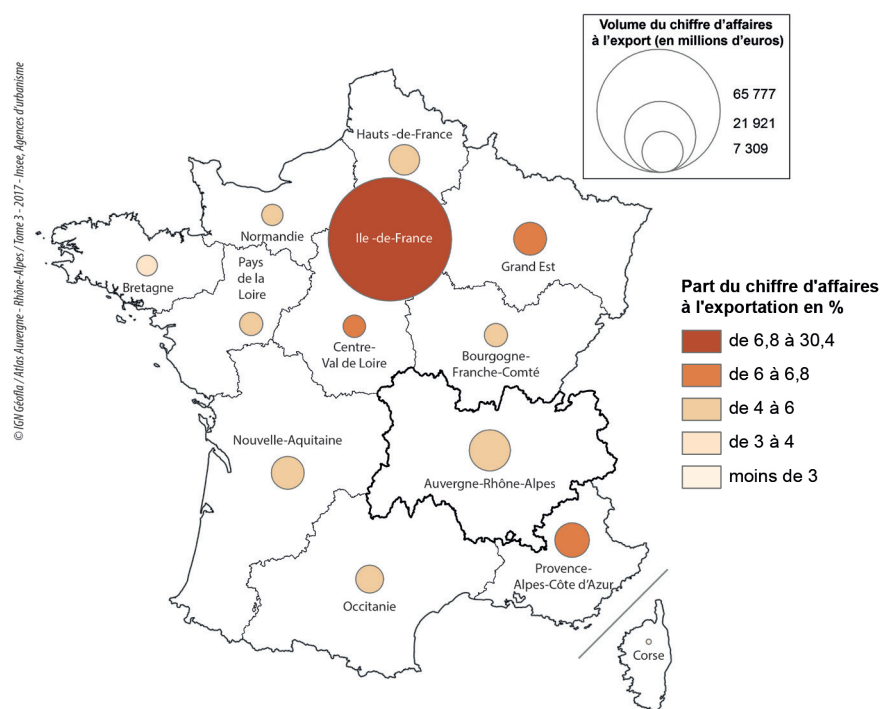 Volume du chiffre d'affaires
à l'export (en millions d'euros)
65 777
21 921
7 309
© IGN Géofla / Atlas Auvergne - Rhône-Alpes / Tome 3 - 2017 - Insee, Agences d'urbanisme
Hauts -de-France
Normandie
Ile -de-France
Grand Est
Bretagne
Pays
de la
Loire
Centre-
Val de Loire
Bourgogne-
Franche-Comté
Nouvelle-Aquitaine
Auvergne-Rhône-Alpes
Provence-
Alpes-Côte d'Azur
Occitanie
Corse
Part du chiffre d'affaires
à l'exportation en %
de 6,8 à 30,4
de 6 à 6,8
de 4 à 6
de 3 à 4
moins de 3